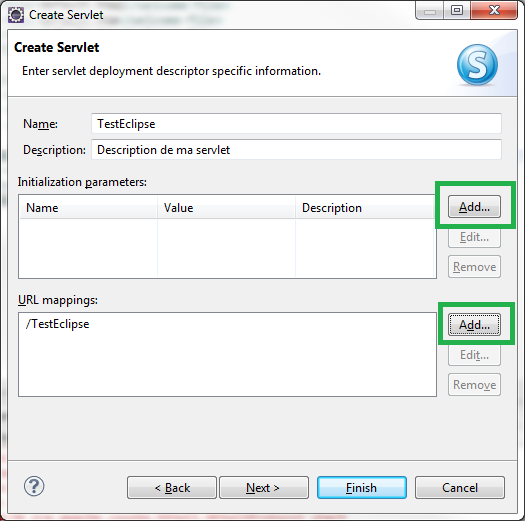 Create Servlet
Create Servlet
Enter servlet deployment descriptor specific information.
S
Name: TestEclipse
Description: Description de ma servlet
Initialization parameters:
Name Value Description Add...
Edit...
Remove
URL mappings:
/TestEclipse Add...
Edit...
Remove
? < Back Next > Finish Cancel